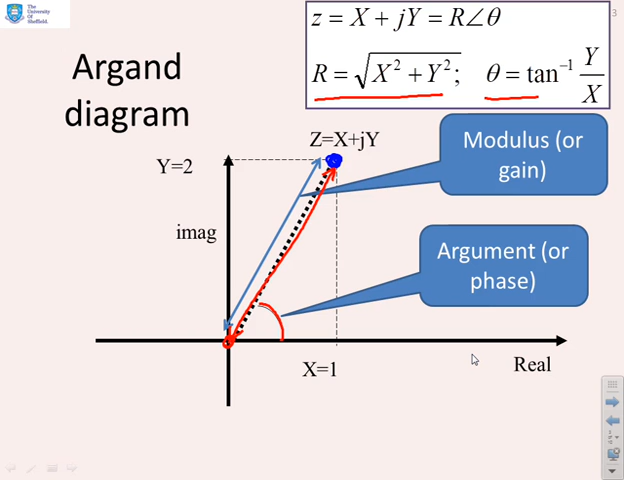 The
University
Of
Sheffield.
3
z = X + jY = R∠θ
R = √X² + Y²; θ = tan⁻¹ Y/X
Argand
diagram
Z=X+jY
Modulus (or
gain)
Y=2
imag
Argument (or
phase)
X=1
Real